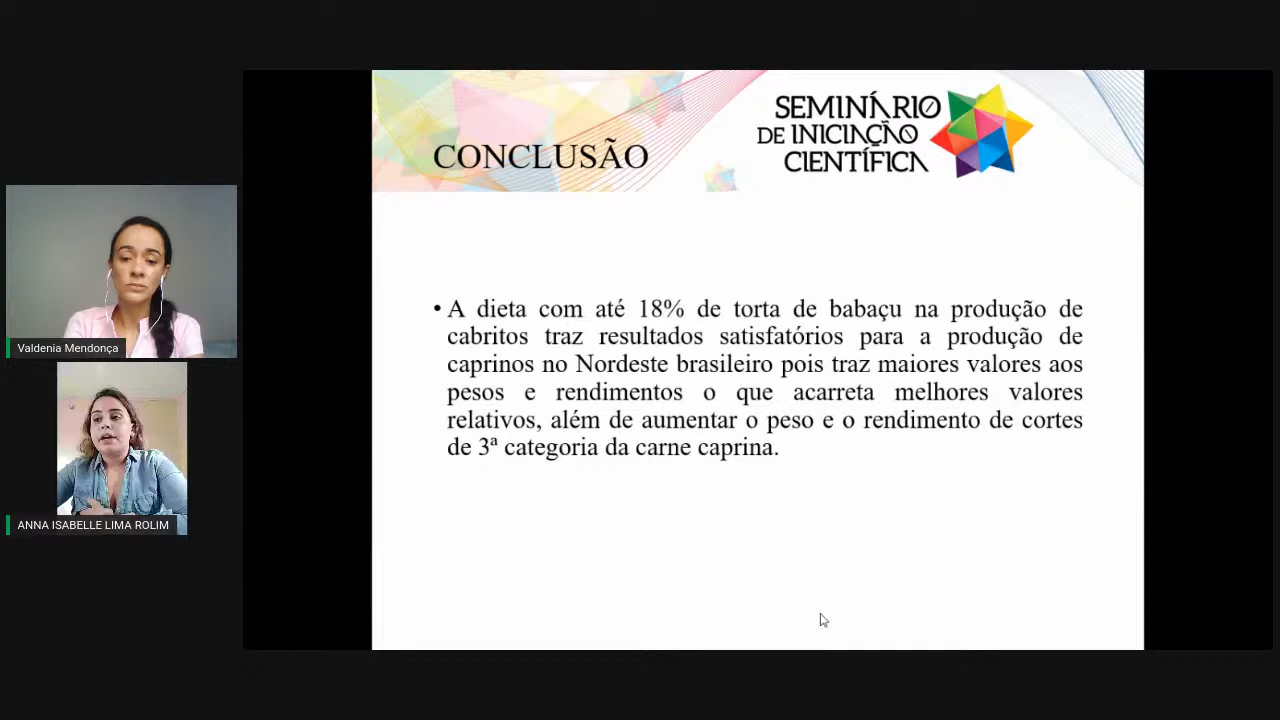 SEMINÁRIO
DE INICIAÇÃO
CIENTÍFICA
CONCLUSÃO
• A dieta com até 18% de torta de babaçu na produção de
cabritos traz resultados satisfatórios para a produção de
caprinos no Nordeste brasileiro pois traz maiores valores aos
pesos e rendimentos o que acarreta melhores valores
relativos, além de aumentar o peso e o rendimento de cortes
de 3ª categoria da carne caprina.
Valdenia Mendonça
ANNA ISABELLE LIMA ROLIM